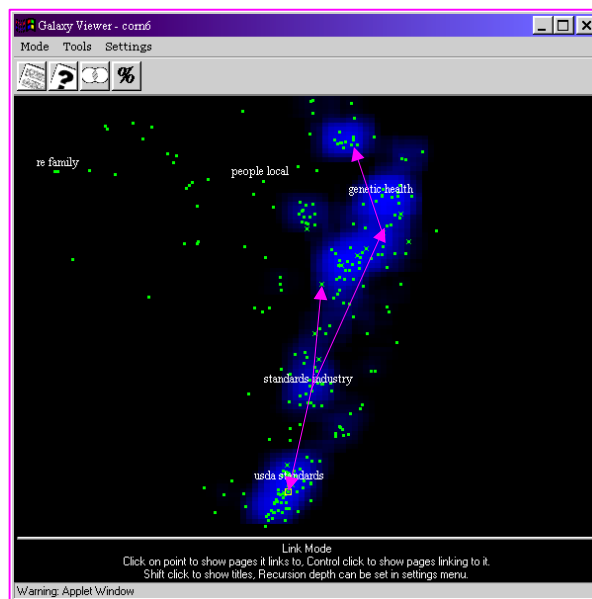 Galaxy Viewer - corn6
Mode Tools Settings
?
%
re family
people local
genetic health
standards industry
usda standards
Link Mode
Click on point to show pages it links to, Control click to show pages linking to it.
Shift click to show titles, Recursion depth can be set in settings menu.
Warning: Applet Window